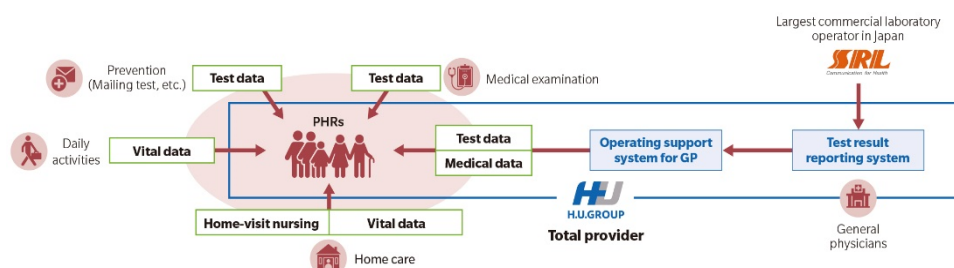 Largest commercial laboratory
operator in Japan
SRL
Communication for Health
Prevention
(Mailing test, etc.)
Test data
Test data
Medical examination
PHRs
Daily
activities
Vital data
Test data
Medical data
Operating support
system for GP
Test result
reporting system
HU
H.U.GROUP
Total provider
Home-visit nursing
Vital data
Home care
General
physicians